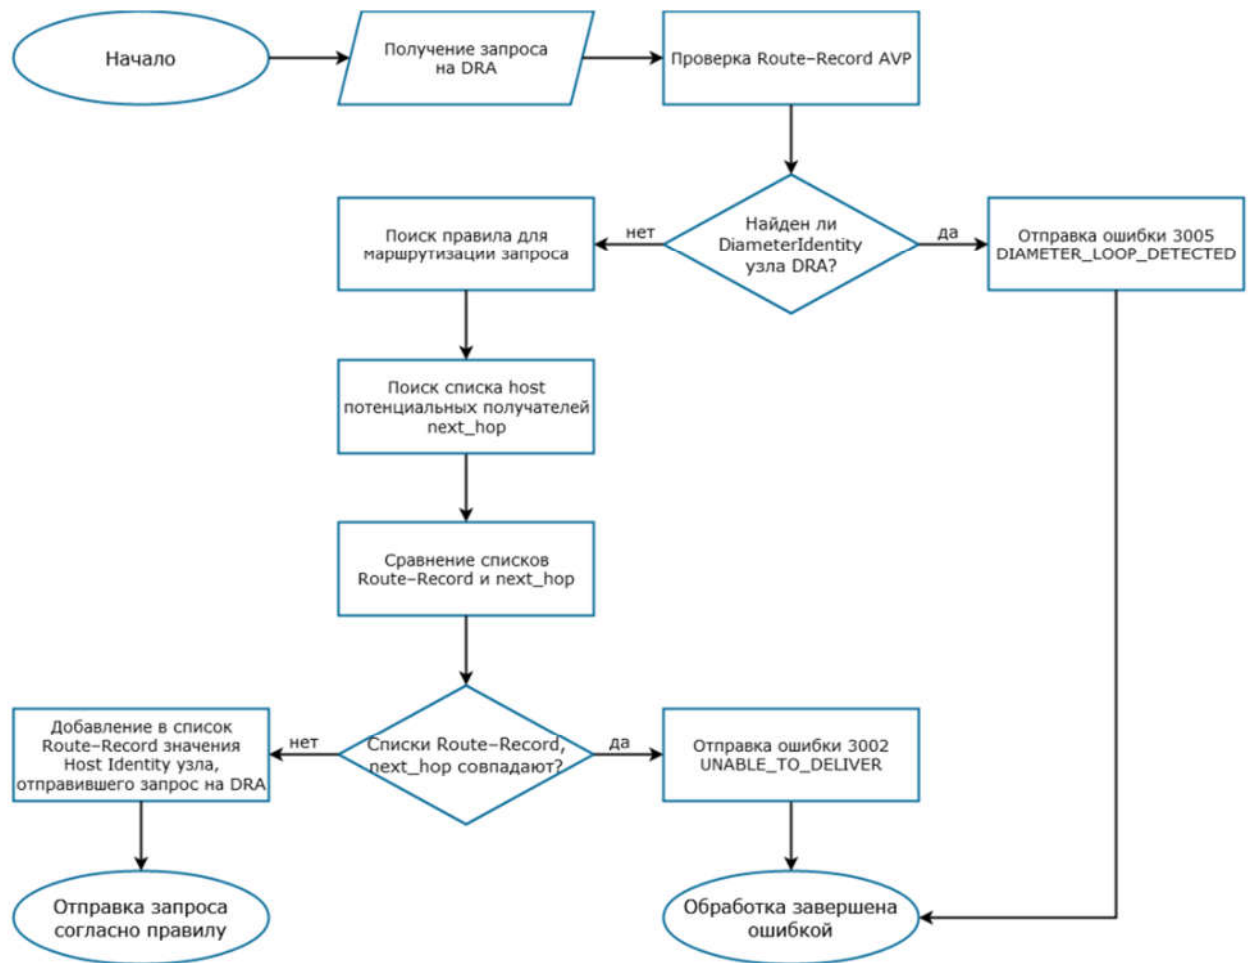 Начало
Получение запроса
на DRA
Проверка Route-Record AVP
Найден ли
DiameterIdentity
узла DRA?
нет
да
Поиск правила для
маршрутизации запроса
Отправка ошибки 3005
DIAMETER_LOOP_DETECTED
Поиск списка host
потенциальных получателей
next_hop
Сравнение списков
Route-Record и next_hop
Списки Route-Record,
next_hop совпадают?
нет
да
Добавление в список
Route-Record значения
Host Identity узла,
отправившего запрос на DRA
Отправка ошибки 3002
UNABLE_TO_DELIVER
Отправка запроса
согласно правилу
Обработка завершена
ошибкой